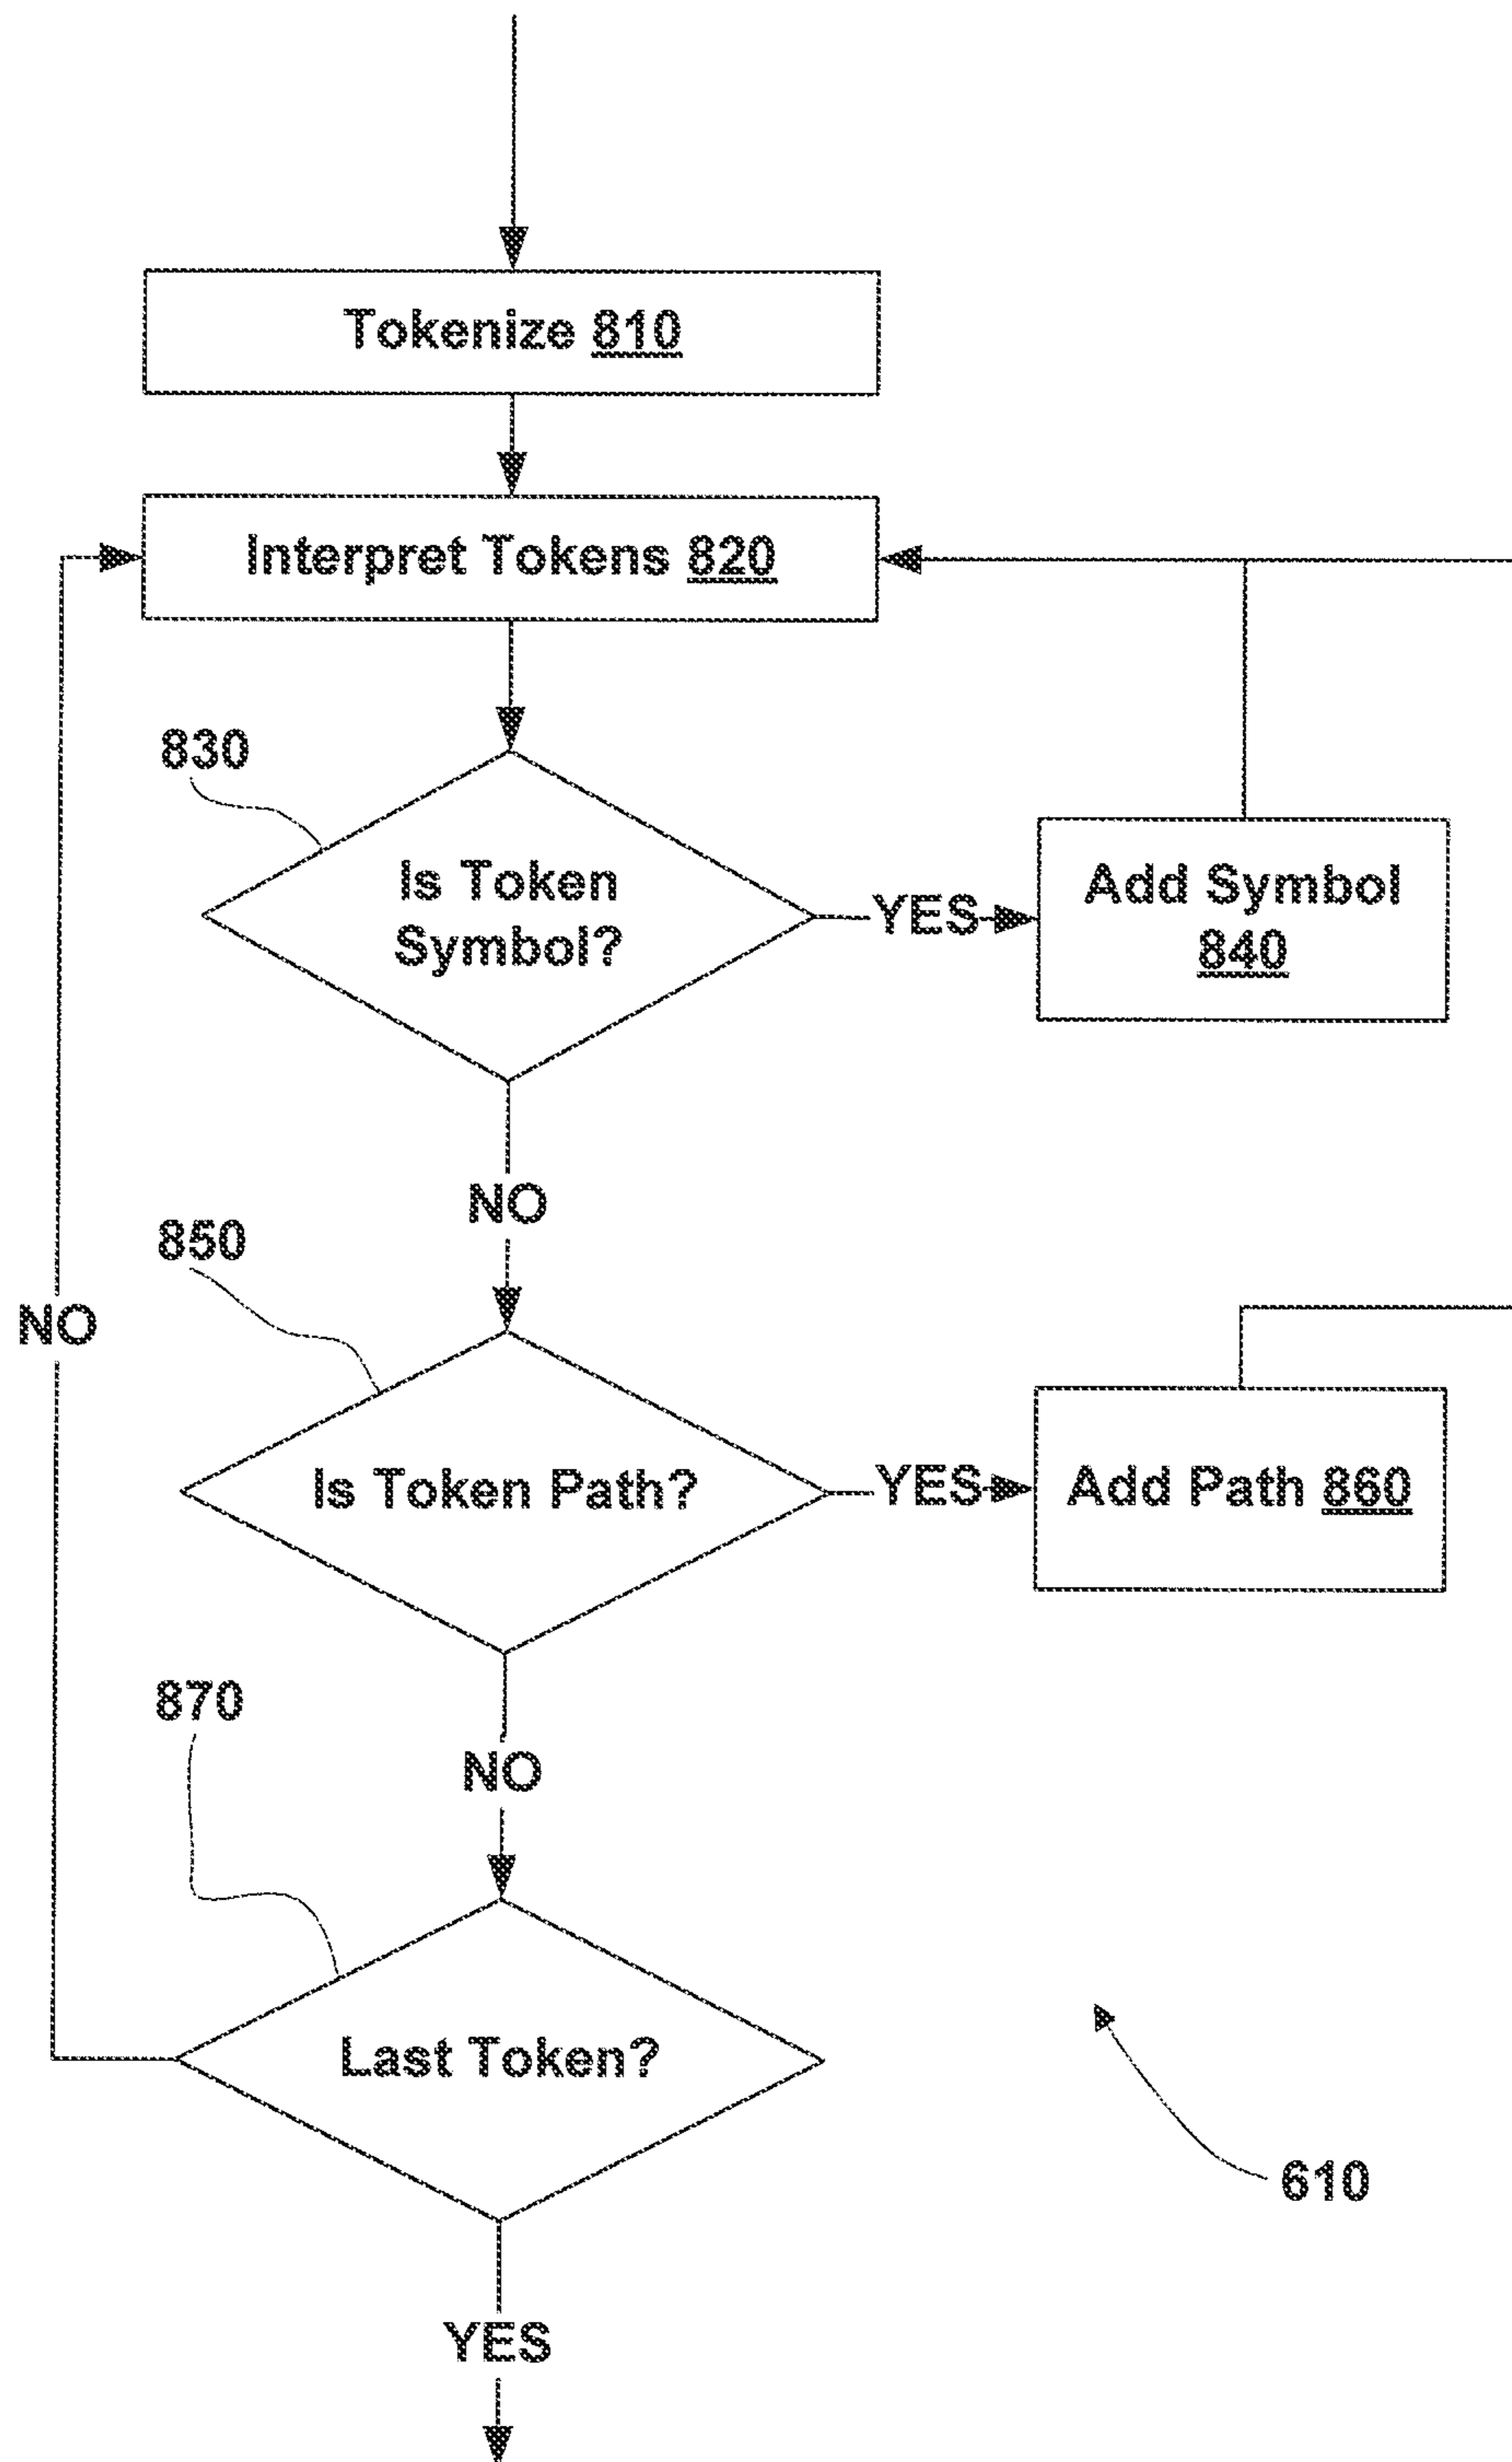 Tokenize 810
Interpret Tokens 820
830
Is Token
Symbol?
YES
Add Symbol
840
NO
850
NO
Is Token Path?
YES
Add Path 860
870
NO
Last Token?
610
YES